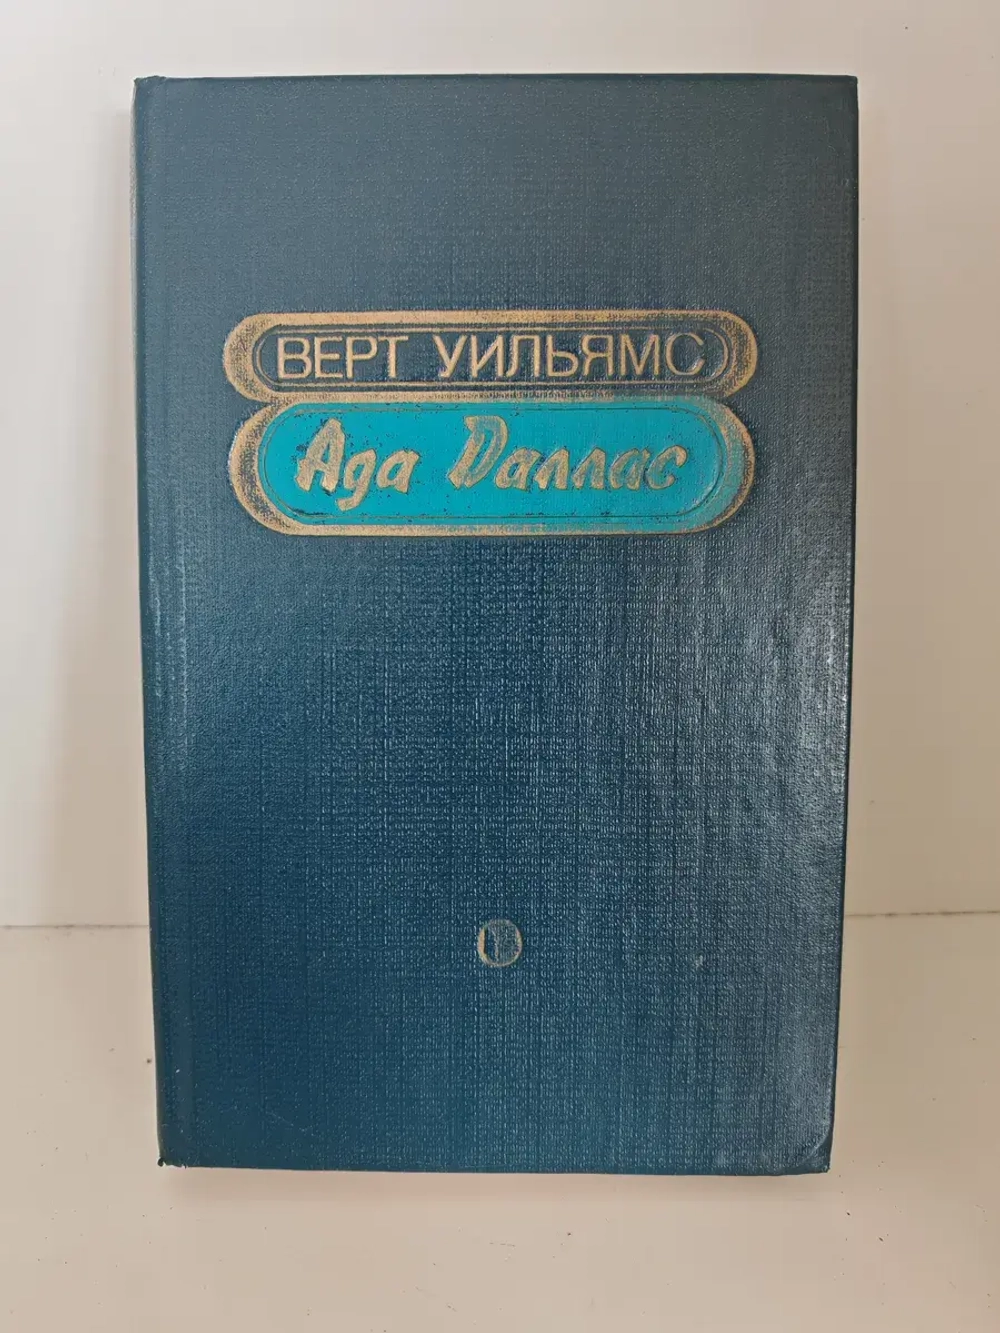 ВЕРТ УИЛЬЯМС
Ада Даллас